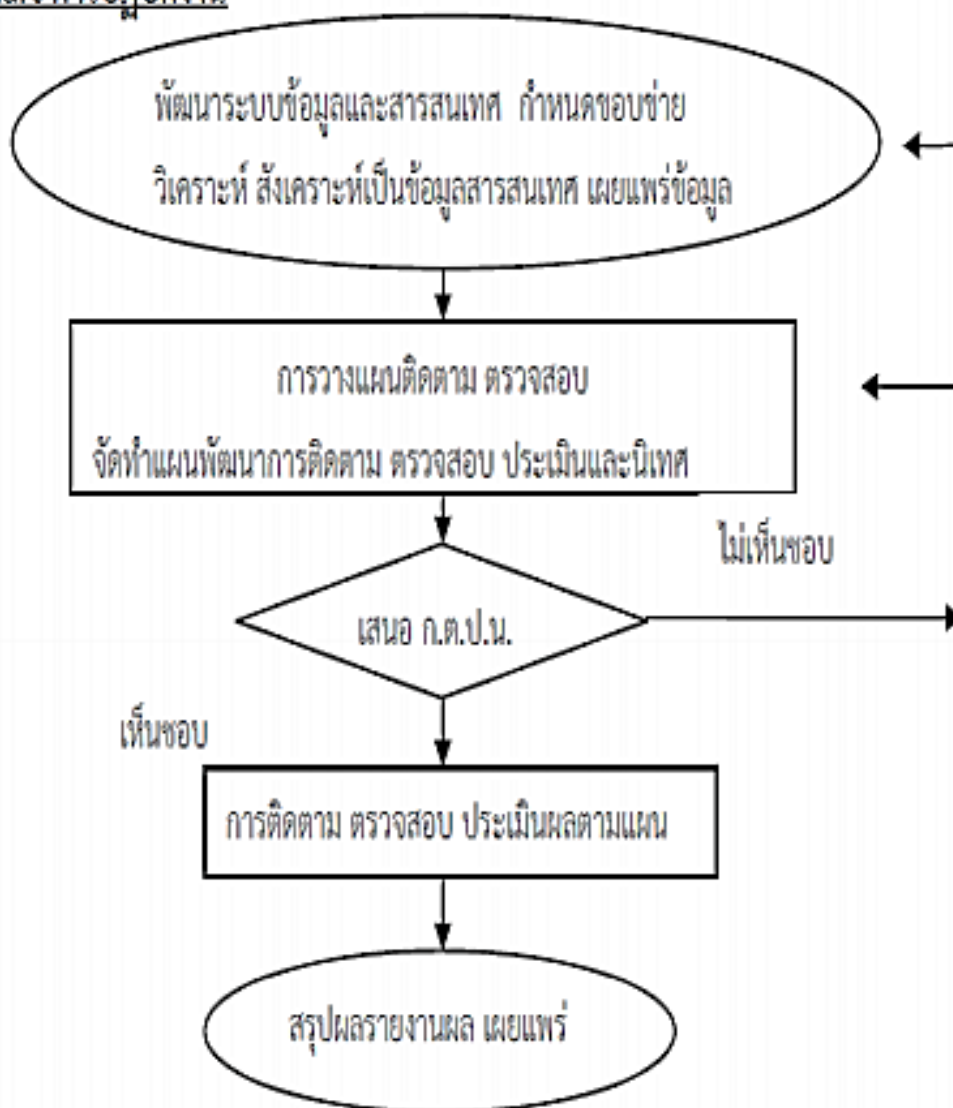 พัฒนาระบบข้อมูลและสารสนเทศ กำหนดขอบข่าย
วิเคราะห์ สังเคราะห์เป็นข้อมูลสารสนเทศ เผยแพร่ข้อมูล
การวางแผนติดตาม ตรวจสอบ
จัดทำแผนพัฒนาการติดตาม ตรวจสอบ ประเมินและนิเทศ
ไม่เห็นชอบ
เสนอ ก.ต.ป.น.
เห็นชอบ
การติดตาม ตรวจสอบ ประเมินผลตามแผน
สรุปผลรายงานผล เผยแพร่